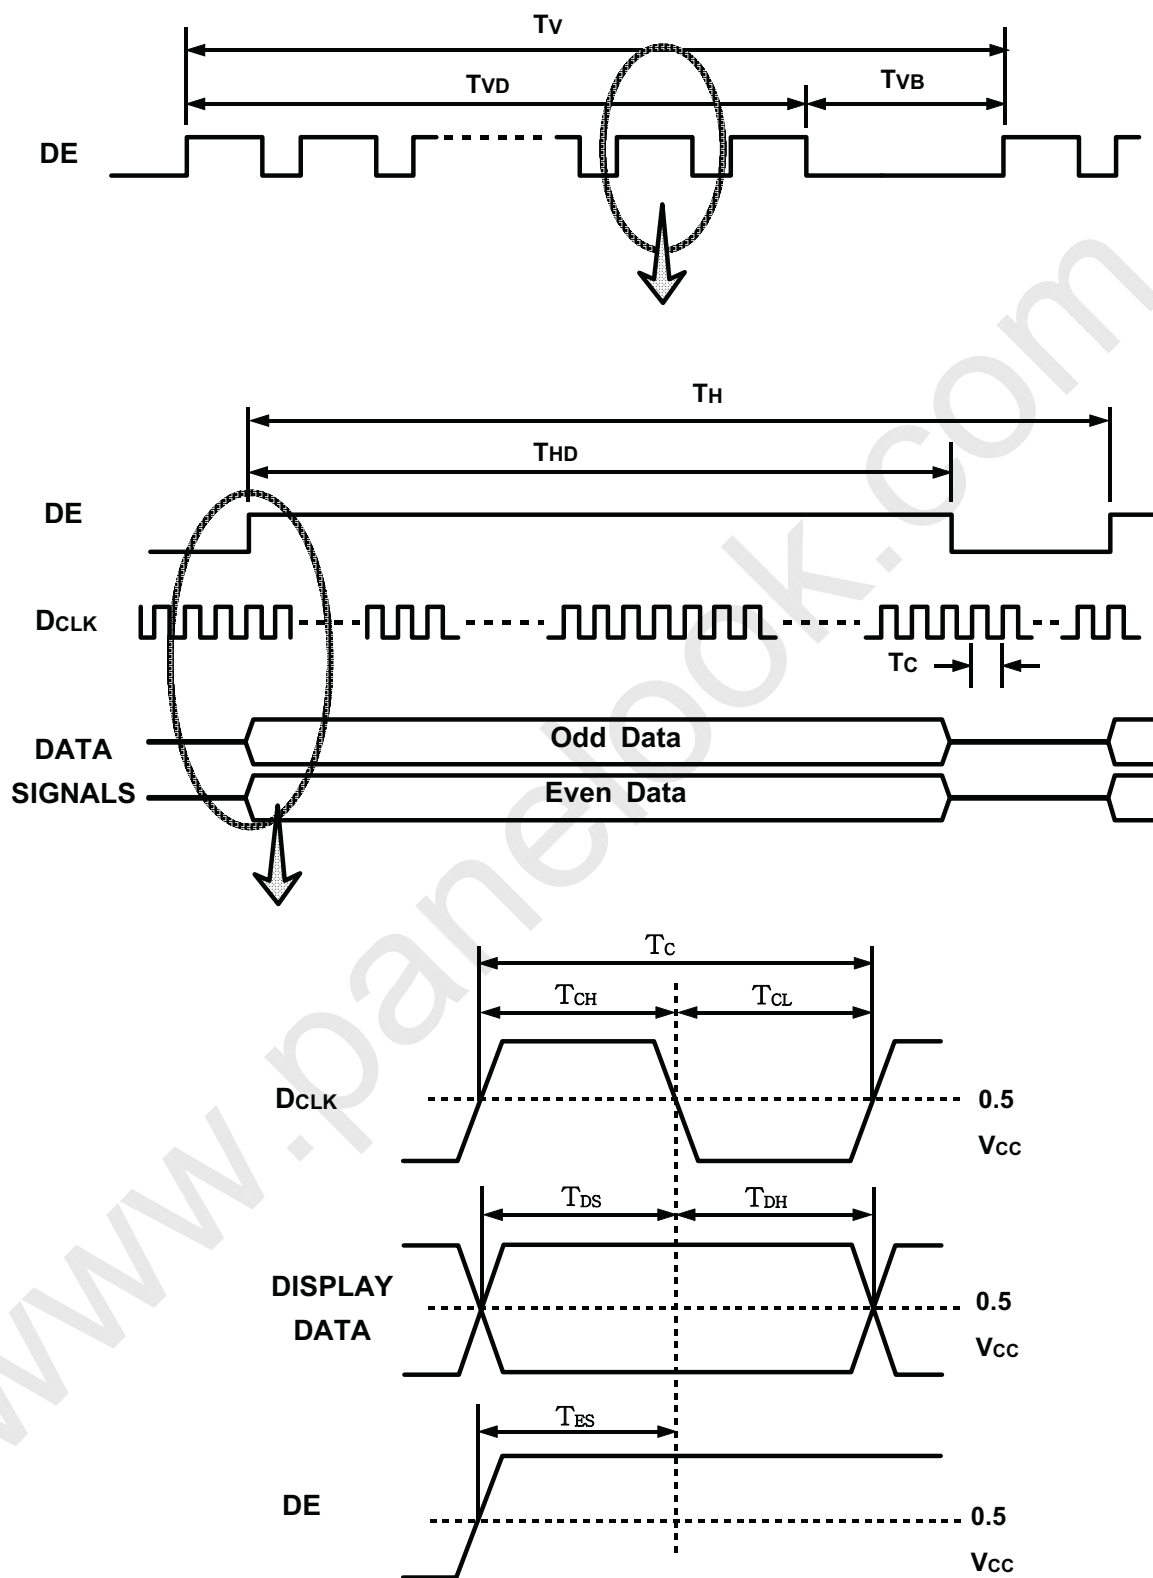 TV
TVD
TVB
DE
TH
THD
DE
DCLK
TC
DATA
SIGNALS
Odd Data
Even Data
TC
TCH
TCL
DCLK
0.5
VCC
TDS
TDH
DISPLAY
DATA
0.5
VCC
TES
DE
0.5
VCC
www.panelook.com